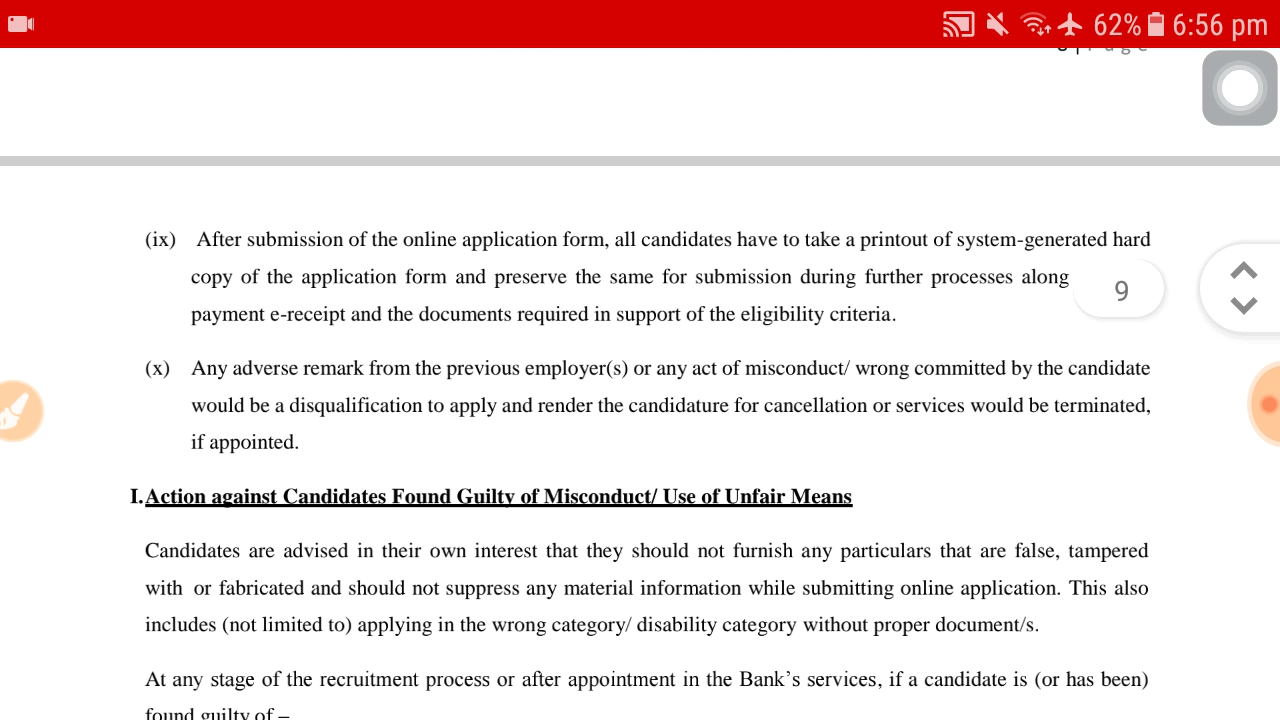 62% 6:56 pm
(ix) After submission of the online application form, all candidates have to take a printout of system-generated hard
copy of the application form and preserve the same for submission during further processes along
9
payment e-receipt and the documents required in support of the eligibility criteria.
(x) Any adverse remark from the previous employer(s) or any act of misconduct/ wrong committed by the candidate
would be a disqualification to apply and render the candidature for cancellation or services would be terminated,
if appointed.
I. Action against Candidates Found Guilty of Misconduct/ Use of Unfair Means
Candidates are advised in their own interest that they should not furnish any particulars that are false, tampered
with or fabricated and should not suppress any material information while submitting online application. This also
includes (not limited to) applying in the wrong category/ disability category without proper document/s.
At any stage of the recruitment process or after appointment in the Bank’s services, if a candidate is (or has been)
found guilty of –